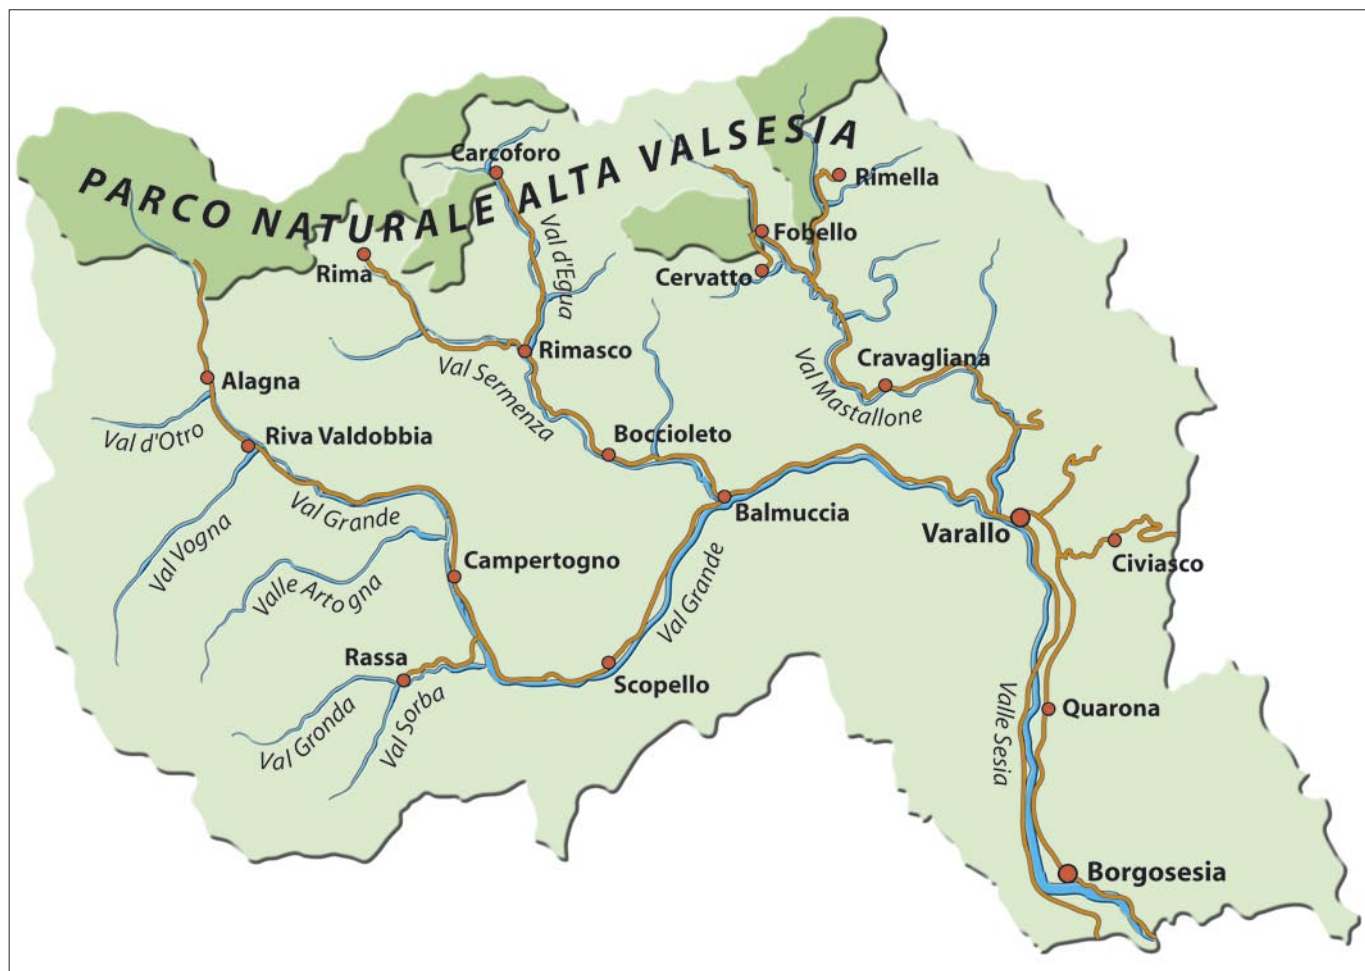 PARCO NATURALE ALTA VALSESIA
Carcoforo
Rimella
Fobello
Val d'Egua
Rima
Cervatto
Rimasco
Cravagliana
Alagna
Val Sermenza
Val Mastallone
Val d'Otro
Riva Valdobbia
Boccioleto
Val Grande
Balmuccia
Varallo
Val Vogna
Campertogno
Civiasco
Valle Artogna
Val Grande
Rassa
Scopello
Quarona
Val Gronda
Val Sorba
Valle Sesia
Borgosesia